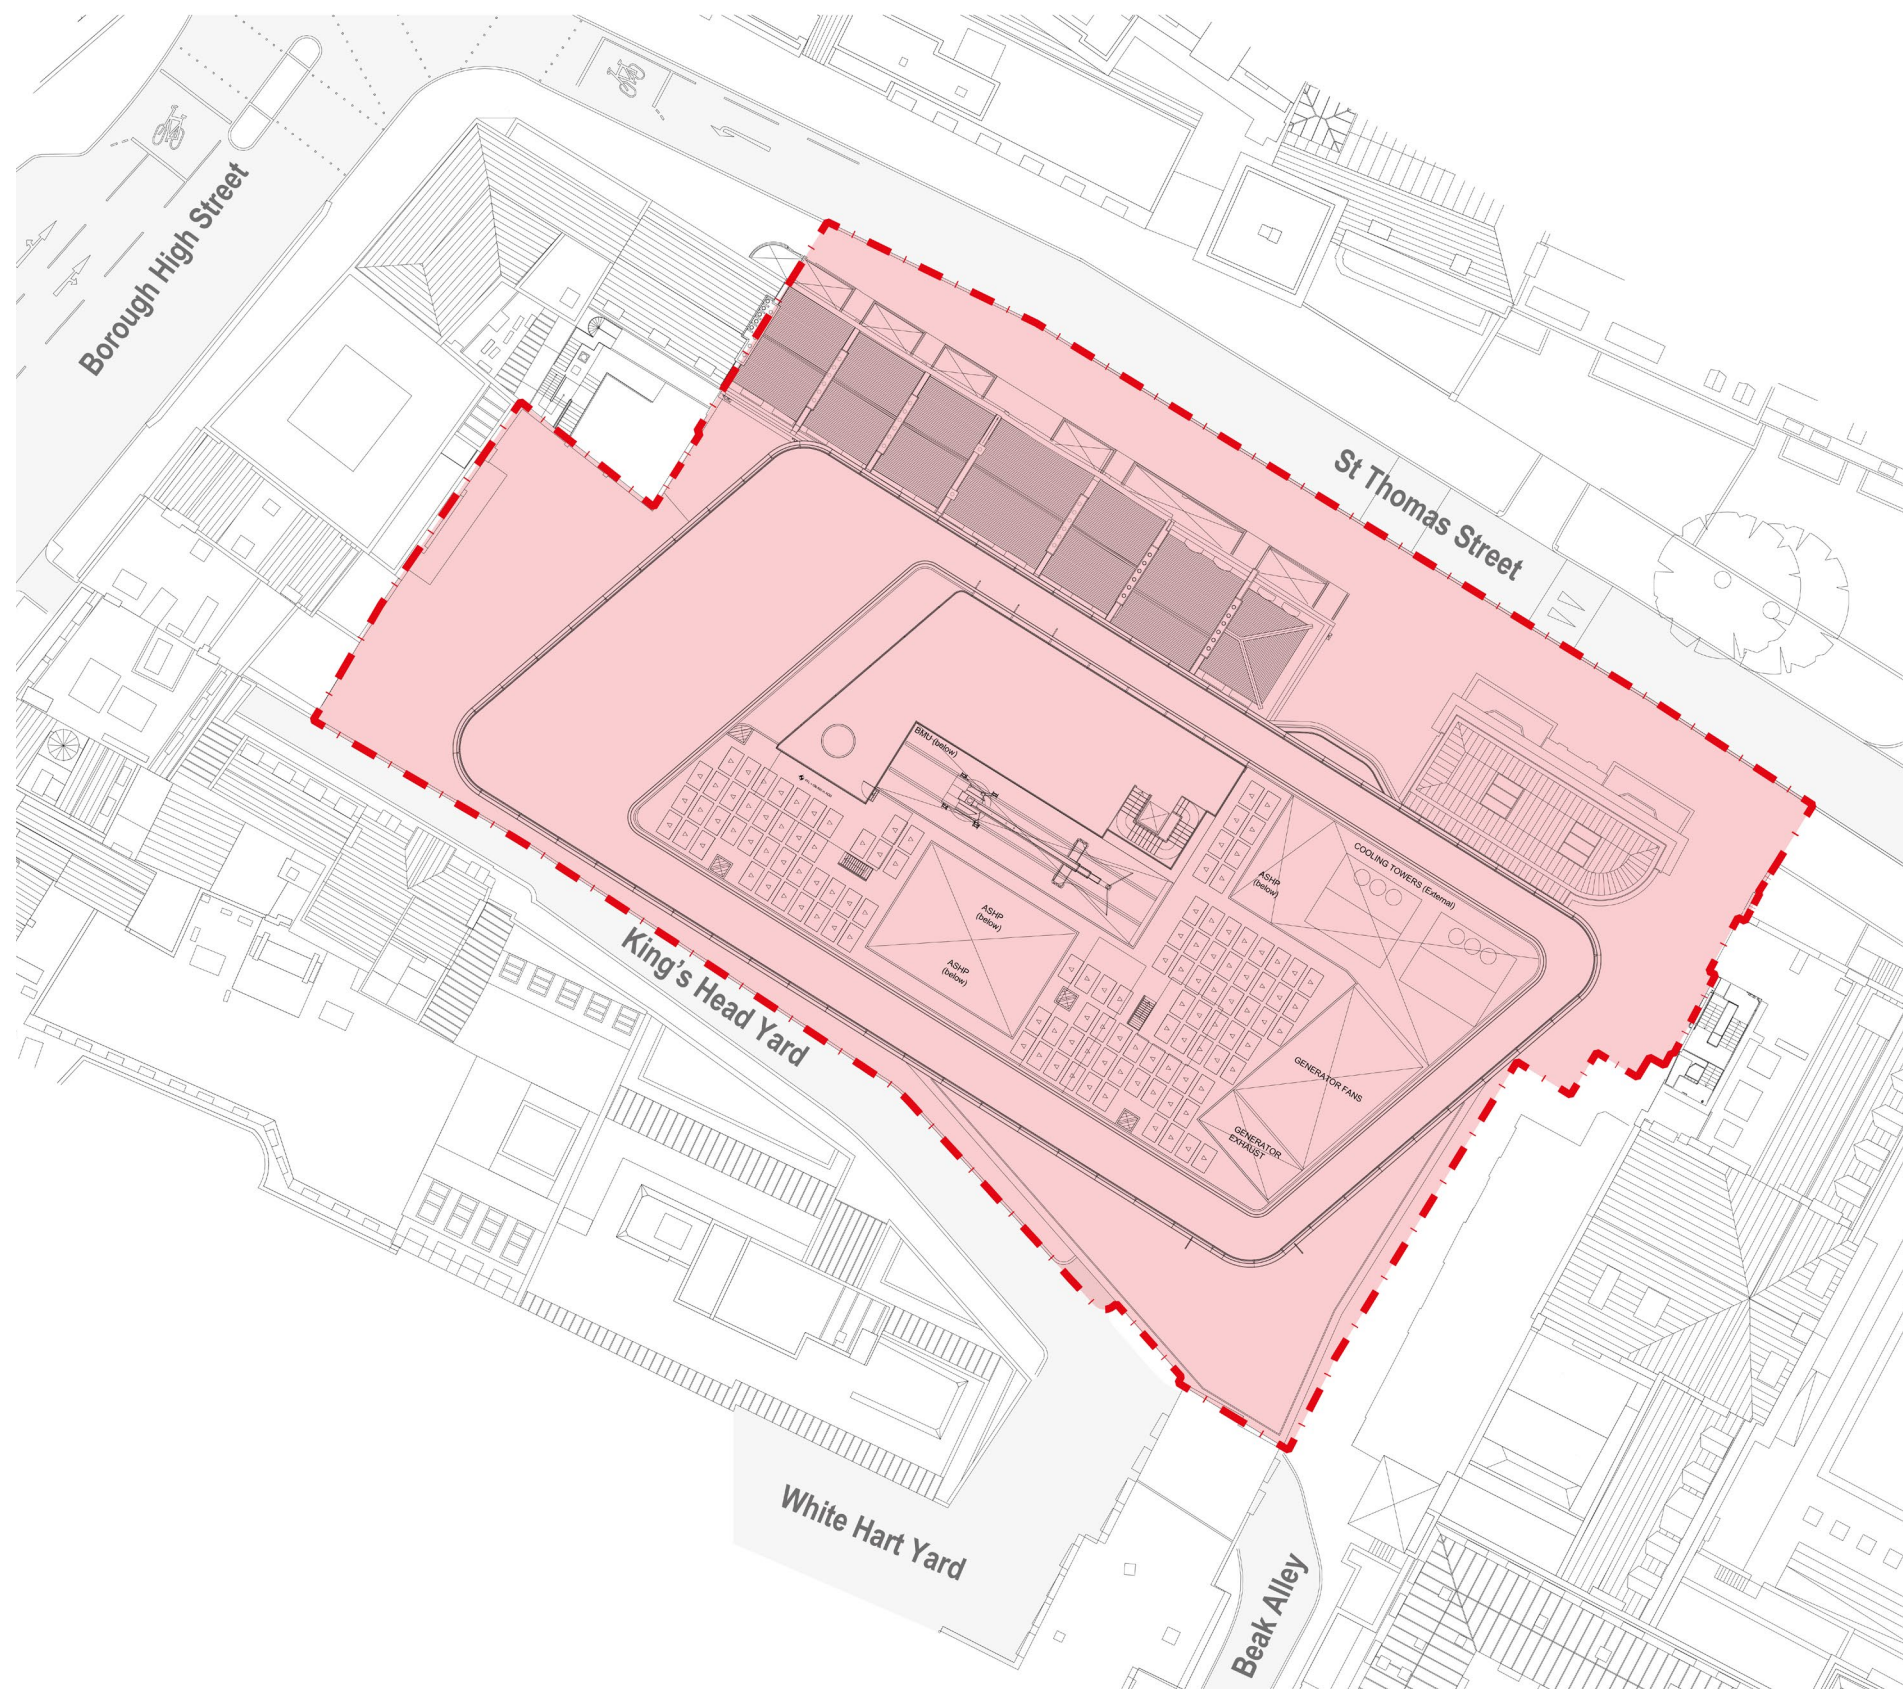 Borough High Street
St Thomas Street
BMU (below)
COOLING TOWERS (External)
ASHP
(below)
ASHP
(below)
ASHP
(below)
King's Head Yard
GENERATOR FANS
GENERATOR
EXHAUST
White Hart Yard
Beak Alley